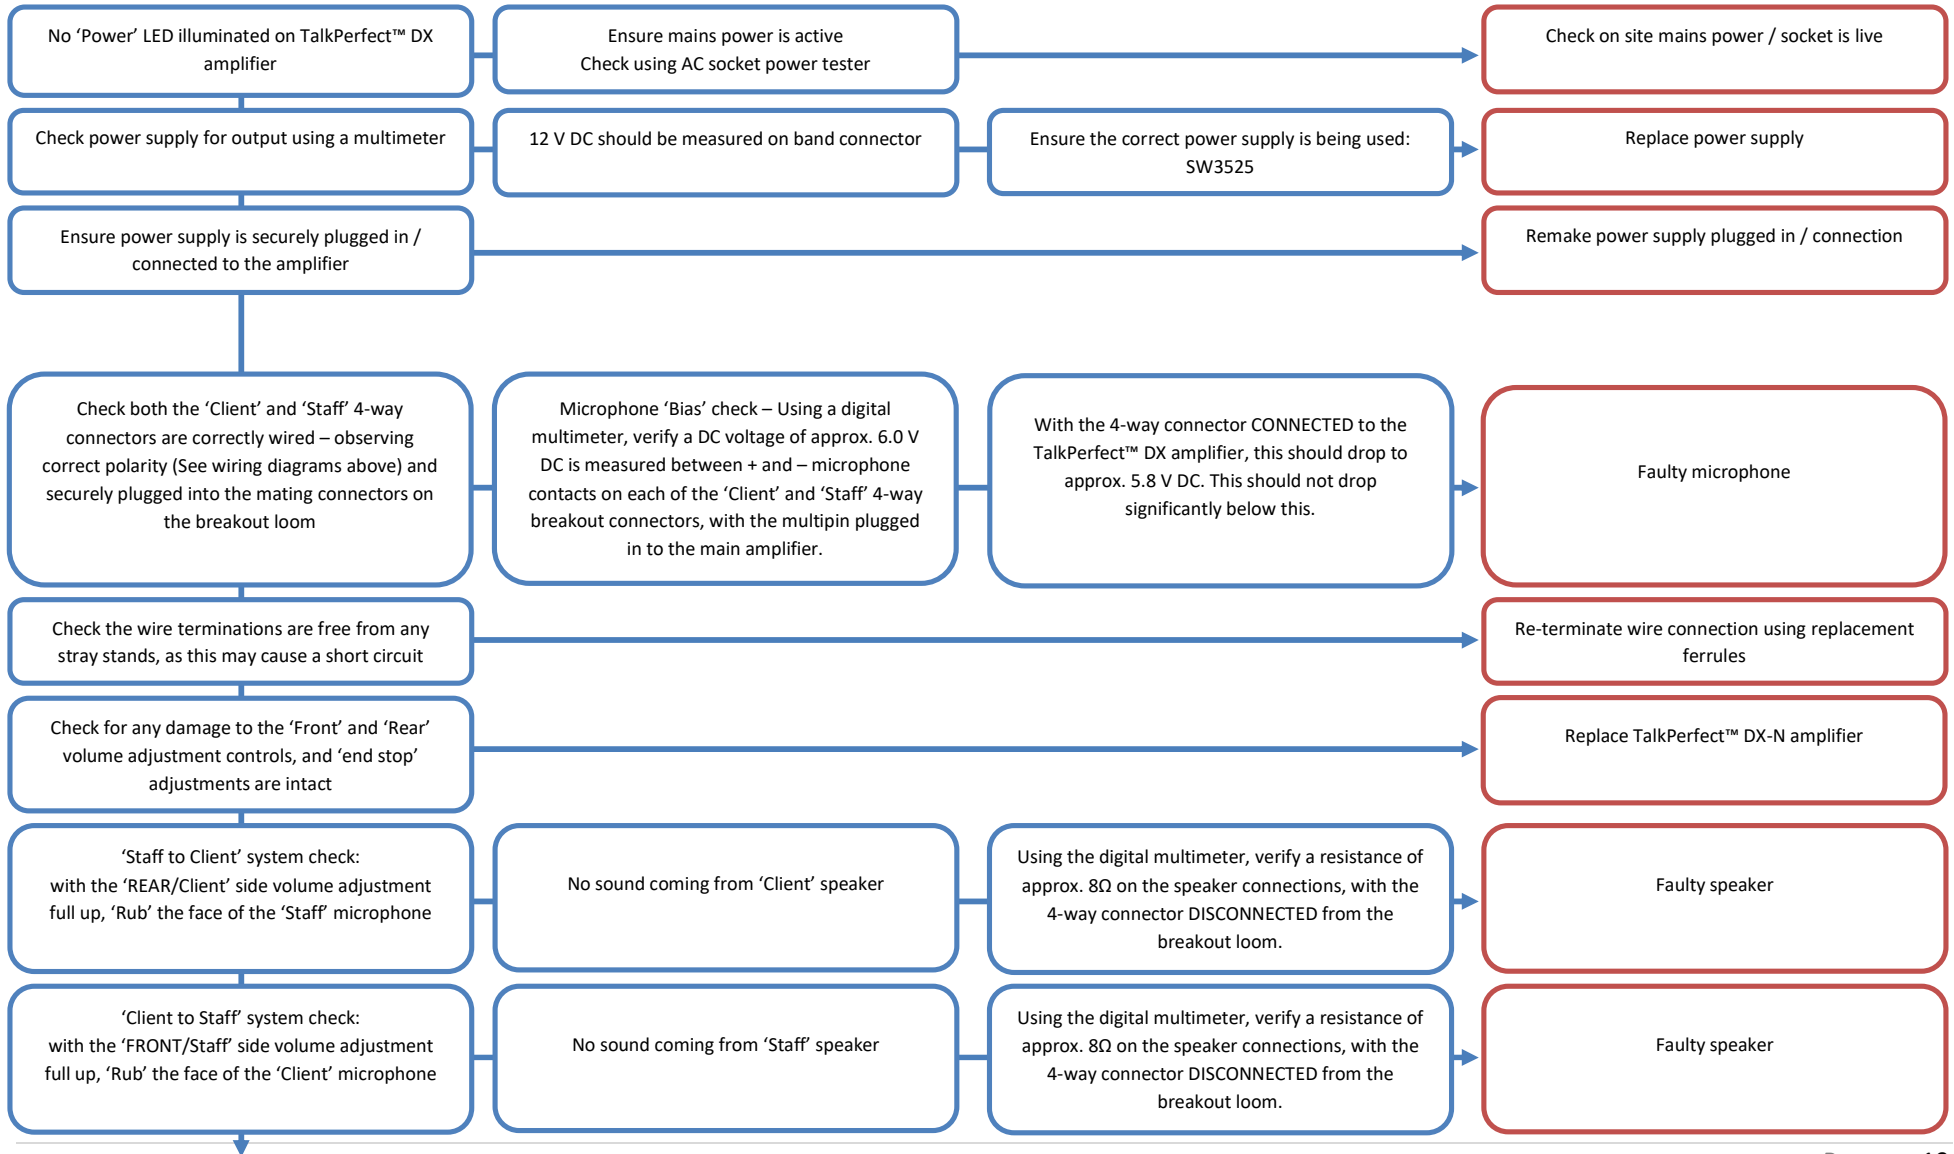 No ‘Power’ LED illuminated on TalkPerfect™ DX
amplifier
Ensure mains power is active
Check using AC socket power tester
Check on site mains power / socket is live
Check power supply for output using a multimeter
12 V DC should be measured on band connector
Ensure the correct power supply is being used:
SW3525
Replace power supply
Ensure power supply is securely plugged in /
connected to the amplifier
Remake power supply plugged in / connection
Check both the ‘Client’ and ‘Staff’ 4-way
connectors are correctly wired – observing
correct polarity (See wiring diagrams above) and
securely plugged into the mating connectors on
the breakout loom
Microphone ‘Bias’ check – Using a digital
multimeter, verify a DC voltage of approx. 6.0 V
DC is measured between + and – microphone
contacts on each of the ‘Client’ and ‘Staff’ 4-way
breakout connectors, with the multipin plugged
in to the main amplifier.
With the 4-way connector CONNECTED to the
TalkPerfect™ DX amplifier, this should drop to
approx. 5.8 V DC. This should not drop
significantly below this.
Faulty microphone
Check the wire terminations are free from any
stray stands, as this may cause a short circuit
Re-terminate wire connection using replacement
ferrules
Check for any damage to the ‘Front’ and ‘Rear’
volume adjustment controls, and ‘end stop’
adjustments are intact
Replace TalkPerfect™ DX-N amplifier
‘Staff to Client’ system check:
with the ‘REAR/Client’ side volume adjustment
full up, ‘Rub’ the face of the ‘Staff’ microphone
No sound coming from ‘Client’ speaker
Using the digital multimeter, verify a resistance of
approx. 8Ω on the speaker connections, with the
4-way connector DISCONNECTED from the
breakout loom.
Faulty speaker
‘Client to Staff’ system check:
with the ‘FRONT/Staff’ side volume adjustment
full up, ‘Rub’ the face of the ‘Client’ microphone
No sound coming from ‘Staff’ speaker
Using the digital multimeter, verify a resistance of
approx. 8Ω on the speaker connections, with the
4-way connector DISCONNECTED from the
breakout loom.
Faulty speaker